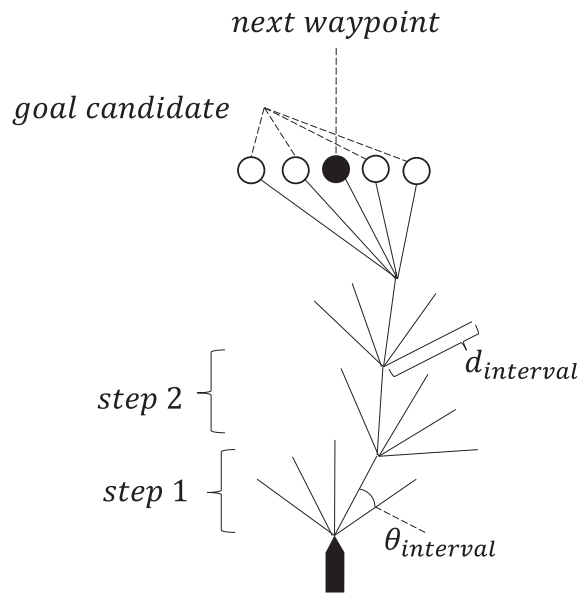 next waypoint
goal candidate
d_interval
step 2
step 1
θ_interval